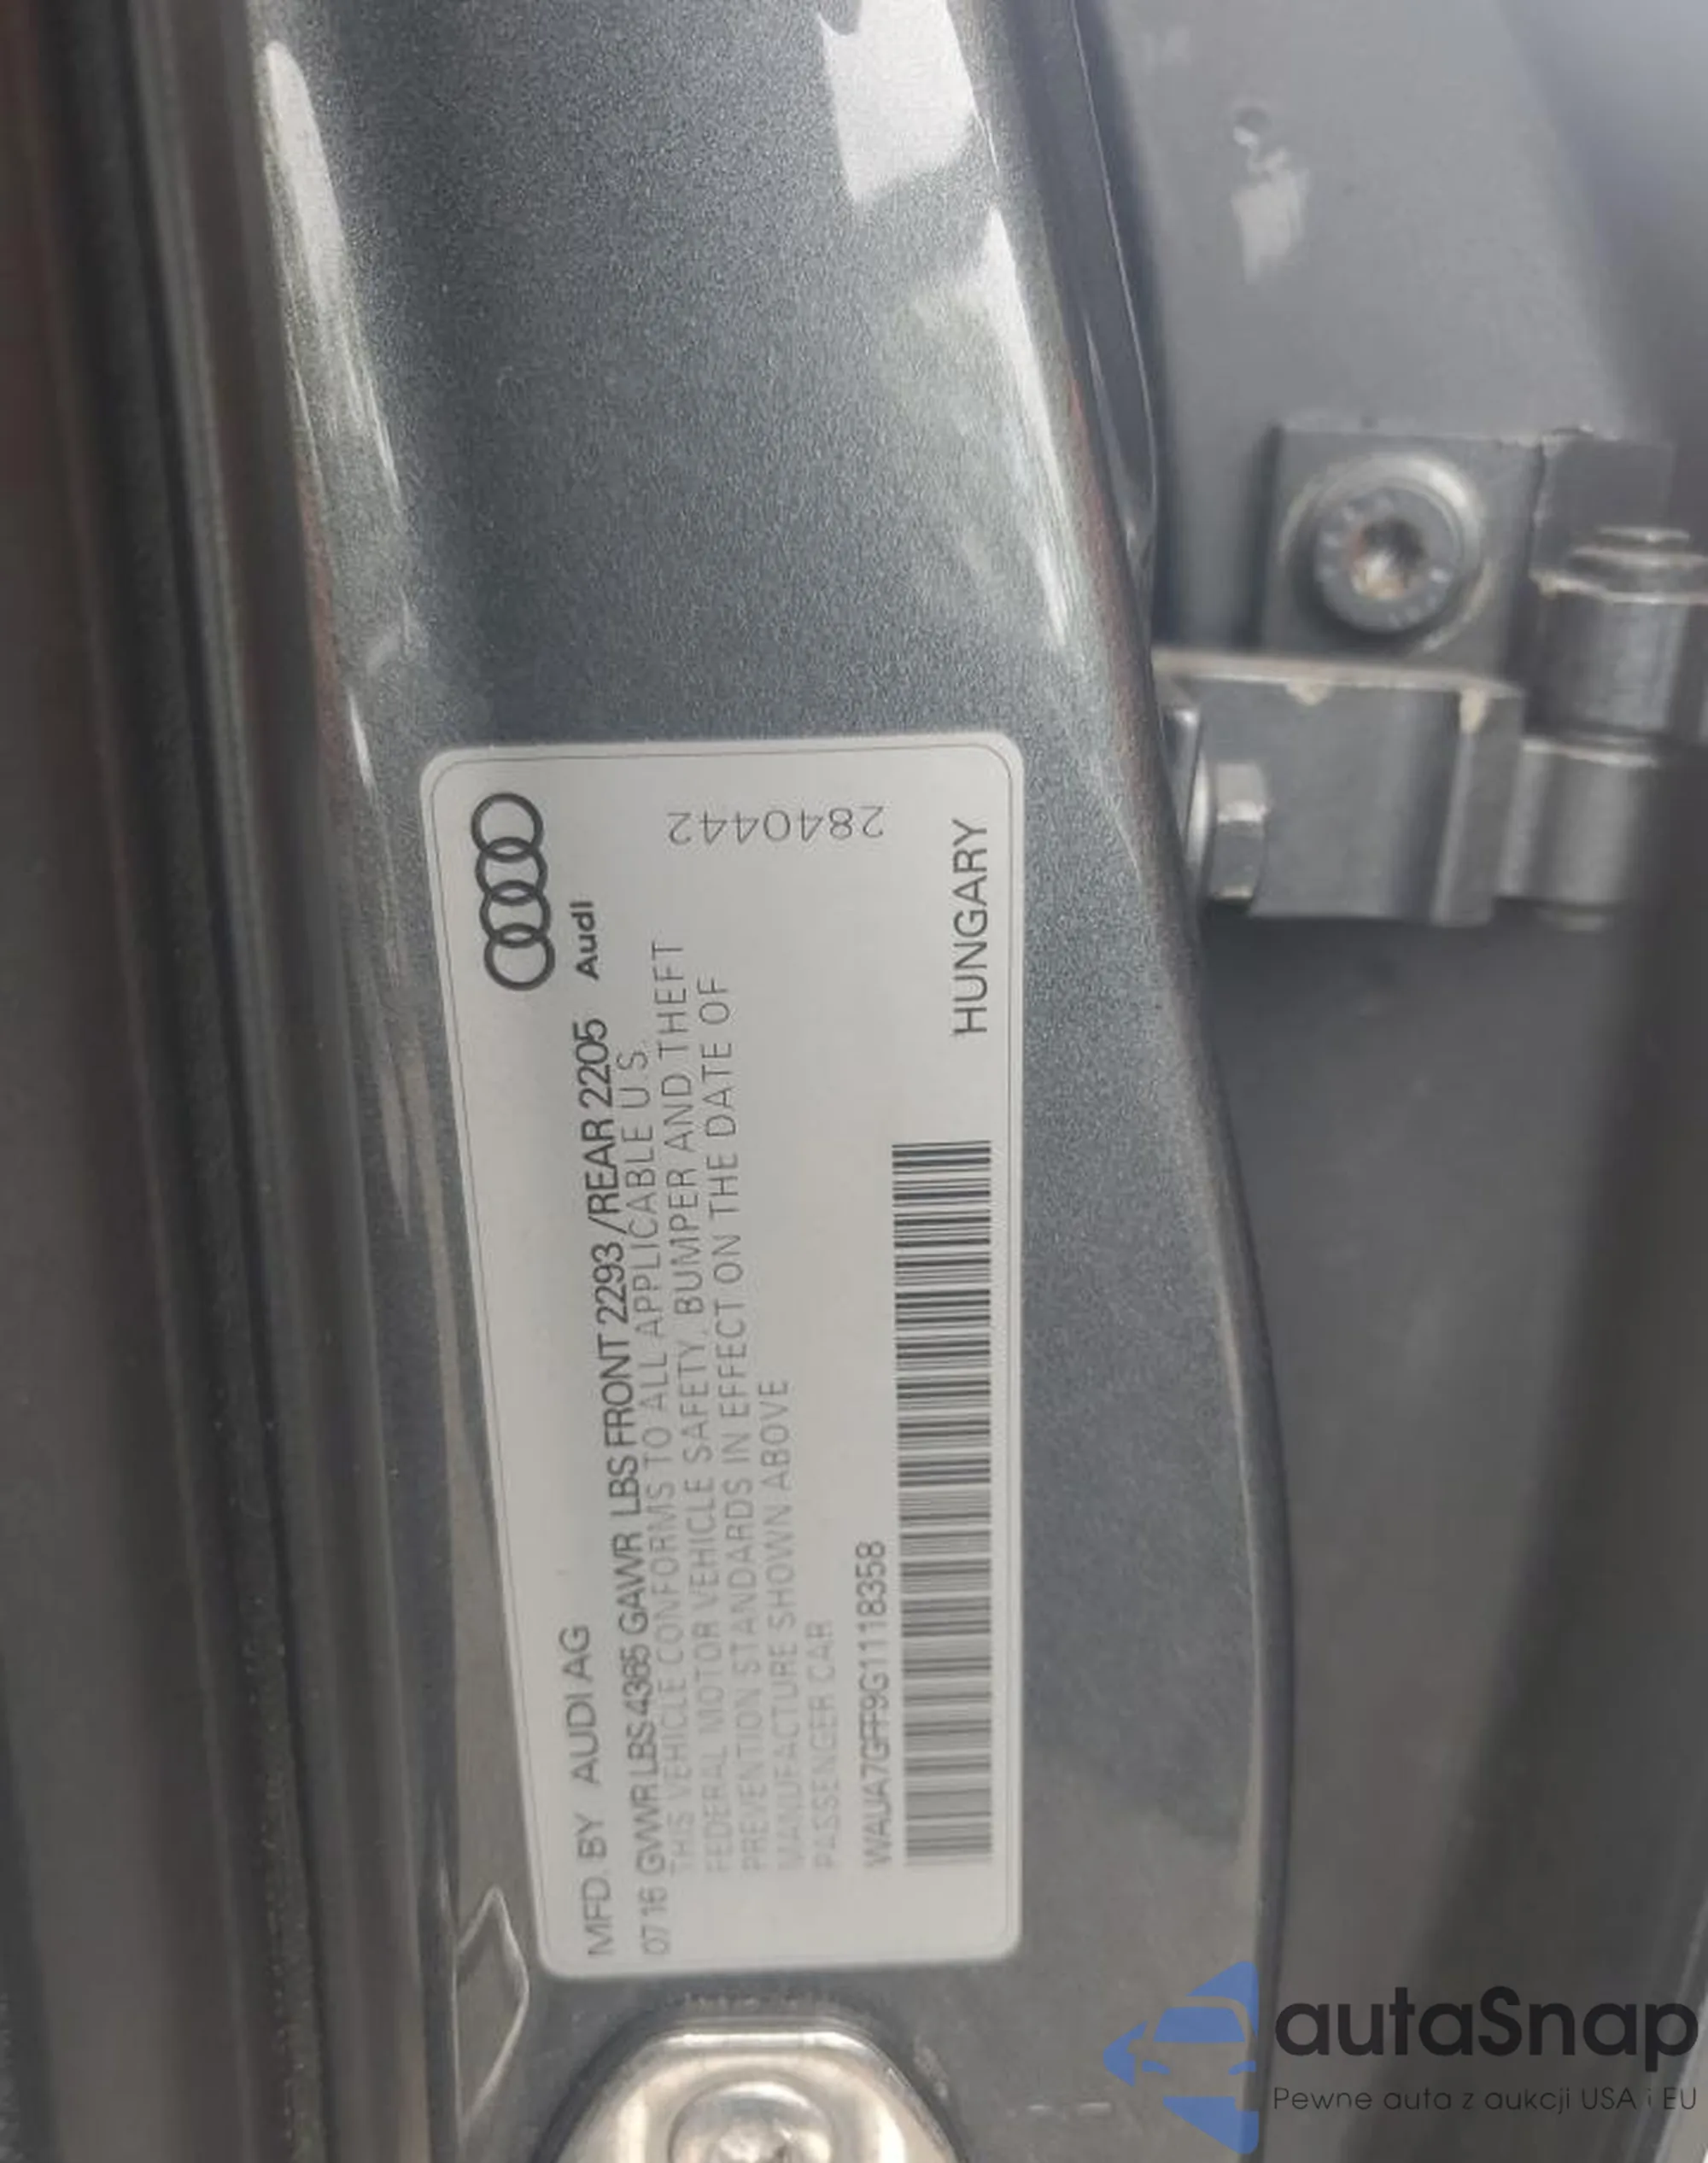 Audi
MFD. BY AUDI AG
0716 GVWR LBS 4365 GAWR LBS FRONT 2293 /REAR 2205
THIS VEHICLE CONFORMS TO ALL APPLICABLE U.S.
FEDERAL MOTOR VEHICLE SAFETY, BUMPER AND THEFT
PREVENTION STANDARDS IN EFFECT ON THE DATE OF
MANUFACTURE SHOWN ABOVE
PASSENGER CAR
2840442
WAUA7GFF9G1118358
HUNGARY
autaSnap
Pewne auta z aukcji USA i EU